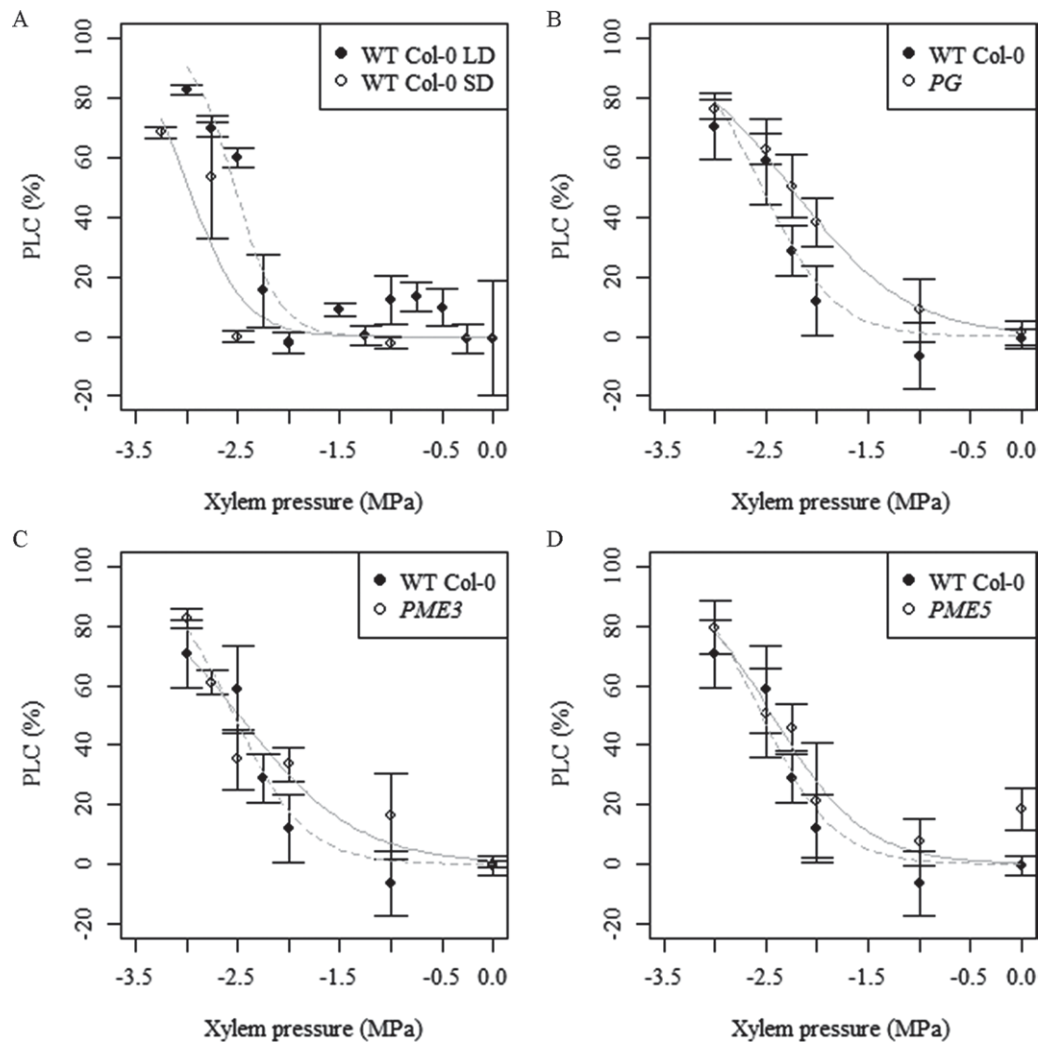 A
WT Col-0 LD
WT Col-0 SD
PLC (%)
100
80
60
40
20
0
-20
-3.5
-2.5
-1.5
-0.5
0.0
Xylem pressure (MPa)
B
WT Col-0
PG
PLC (%)
100
80
60
40
20
0
-20
-3.5
-2.5
-1.5
-0.5
0.0
Xylem pressure (MPa)
C
WT Col-0
PME3
PLC (%)
100
80
60
40
20
0
-20
-3.5
-2.5
-1.5
-0.5
0.0
Xylem pressure (MPa)
D
WT Col-0
PME5
PLC (%)
100
80
60
40
20
0
-20
-3.5
-2.5
-1.5
-0.5
0.0
Xylem pressure (MPa)